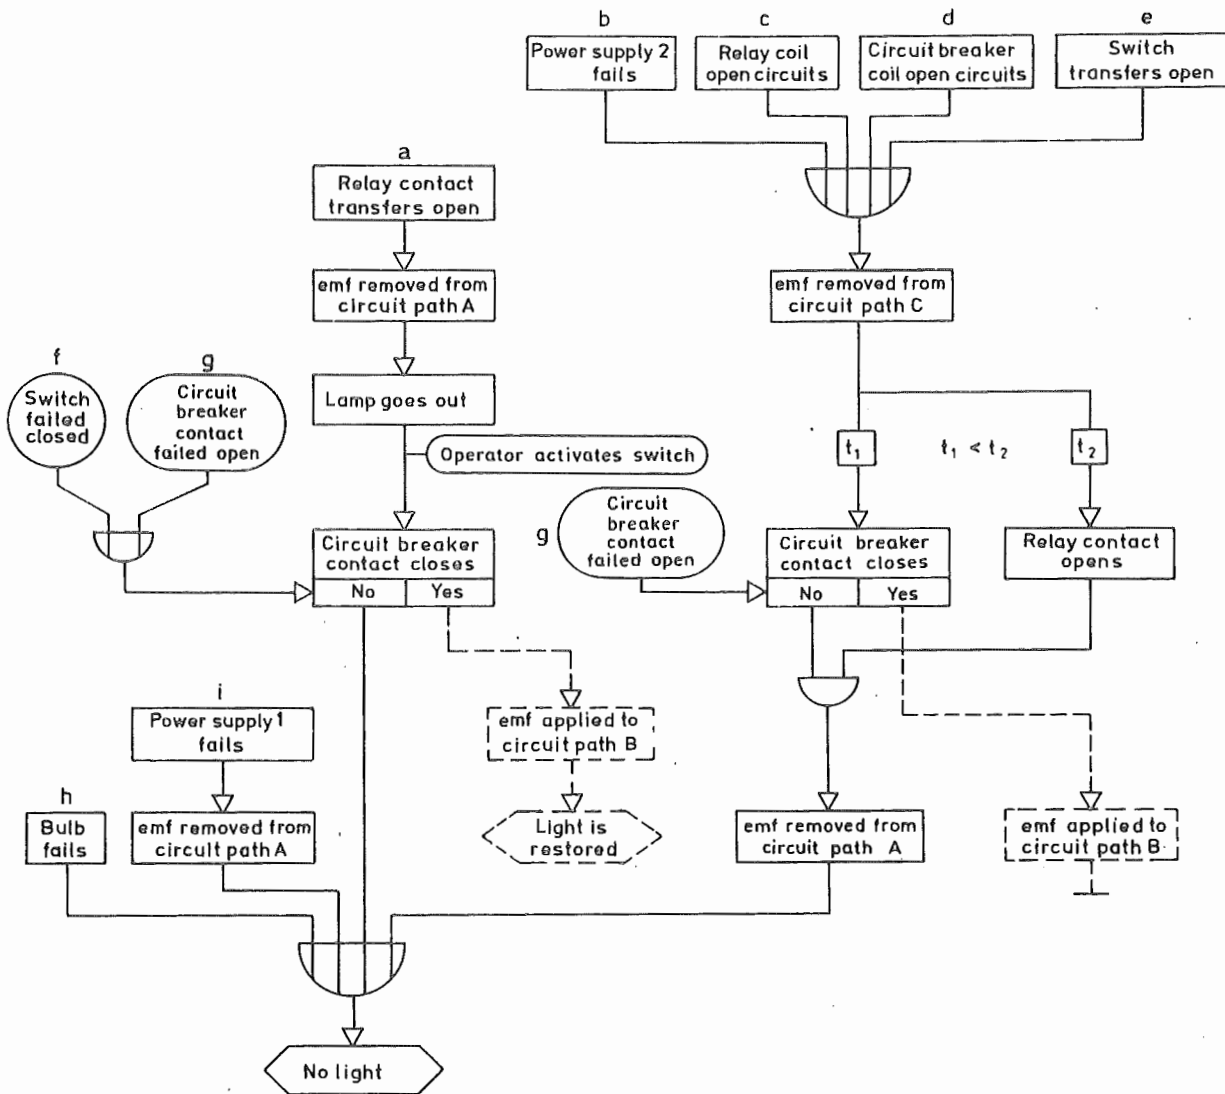 b
c
d
e
Power supply 2
fails
Relay coil
open circuits
Circuit breaker
coil open circuits
Switch
transfers open
a
Relay contact
transfers open
emf removed from
circuit path A
emf removed from
circuit path C
f
g
Switch
failed
closed
Circuit
breaker
contact
failed open
Lamp goes out
Operator activates switch
t1
t1 < t2
t2
g
Circuit
breaker
contact
failed open
Circuit breaker
contact closes
No
Yes
Circuit breaker
contact closes
No
Yes
Relay contact
opens
i
Power supply 1
fails
emf applied to
circuit path B
h
Bulb
fails
emf removed from
circuit path A
Light is
restored
emf removed from
circuit path A
emf applied to
circuit path B
No light